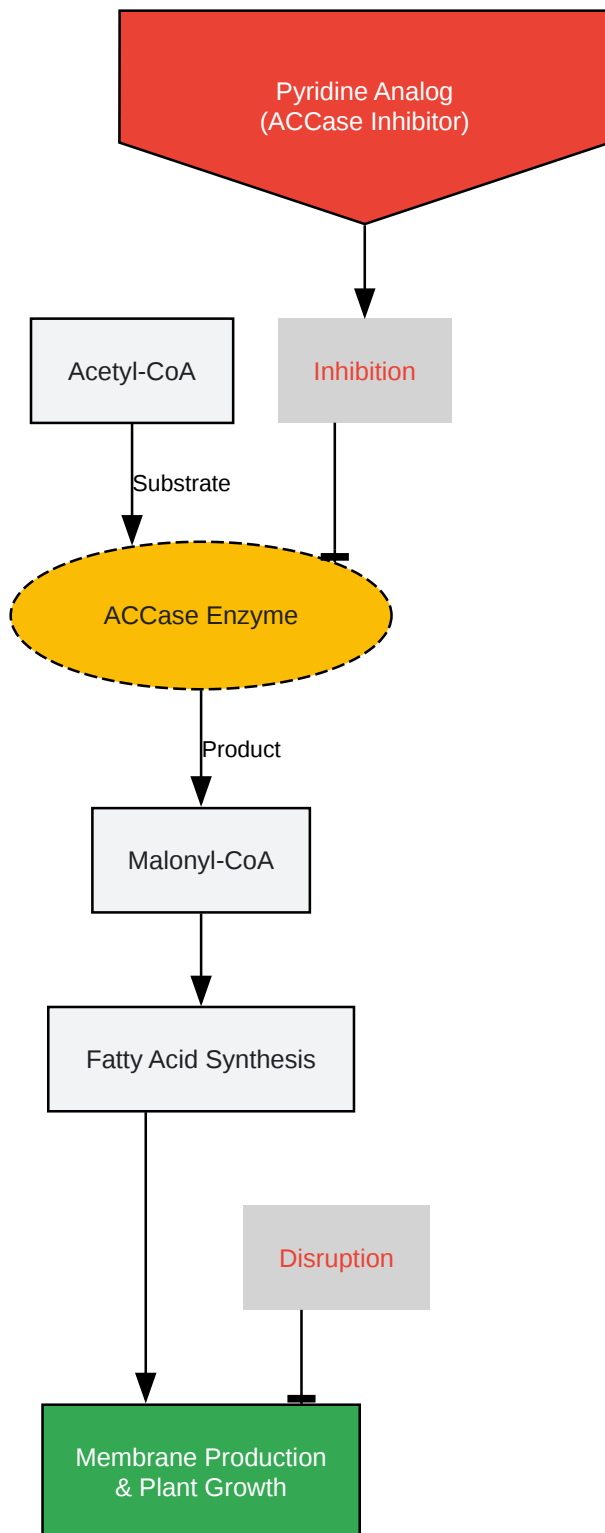 Pyridine Analog
(ACCase Inhibitor)
Acetyl-CoA
Inhibition
Substrate
ACCase Enzyme
Product
Malonyl-CoA
Fatty Acid Synthesis
Disruption
Membrane Production
& Plant Growth